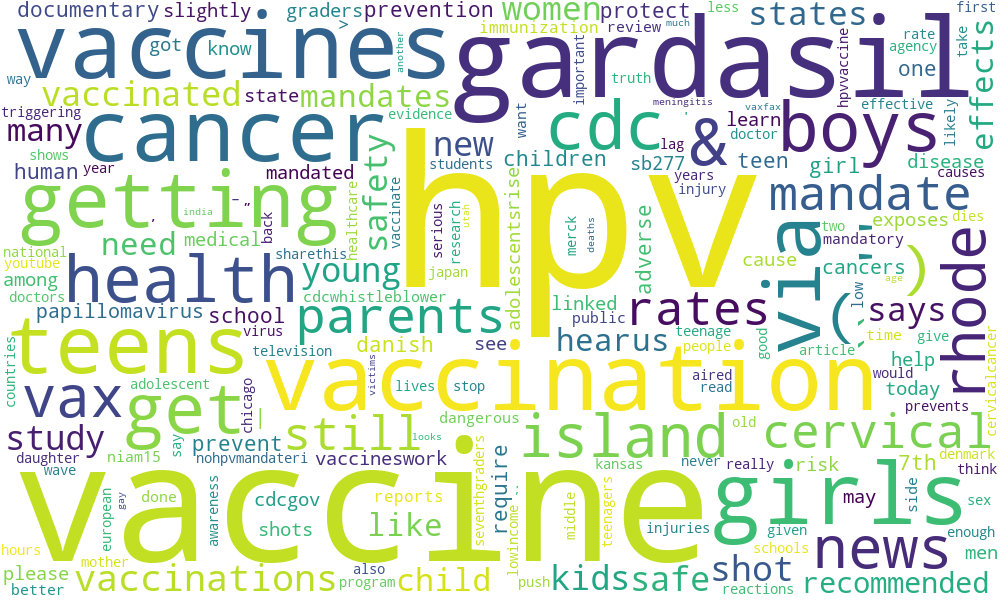 documentary
slightly
graders
prevention
women
protect
states
less
first
vaccines
got
know
>
another
immunization
review
much
rate
agency
take
way
gardasil
important
truth
hpvvaccine
one
effects
vaccinated
state
mandates
evidence
triggering
many
cancer
new
want
cdc
meningitis
vaxfax
effective
learn
doctor
likely
&
boys
shows
human
year
mandated
safety
students
children
lag
sb277
teen
girl
disease
years
injury
causes
getting
india
hpv
healthcare
vaccinate
serious
research
utah
adolescentsriseup
merck
deaths
adverse
mandate
age
two
exposes
dies
need
medical
back
national
youtube
sharethis
japan
via
"
(
)
mandatory
rhode
among
doctors
health
young
cdcwhistleblower
linked
cause
cancers
low
papillomavirus
school
parents
public
rates
says
virus
hearus
teenage
people
good
article
time
give
cervicalcancer
teens
television
danish
see
countries
vaccination
victims
aired
read
would
help
today
prevents
adolescent
lives
stop
vax
get
|
chicago
dangerous
old
still
looks
island
cervical
study
say
prevent
daughter
wave
niam15
nohpvmandateri
vaccineswork
require
kansas
never
really
risk
7th
denmark
think
vaccine
european
gay
done
awareness
cdcgov
reports
seventhgraders
lowincome
middle
teenagers
girls
may
side
sex
shots
like
injuries
given
enough
hours
mother
schools
news
men
please
better
vaccinations
also
program
child
push
kidssafe
shot
reactions
recommended